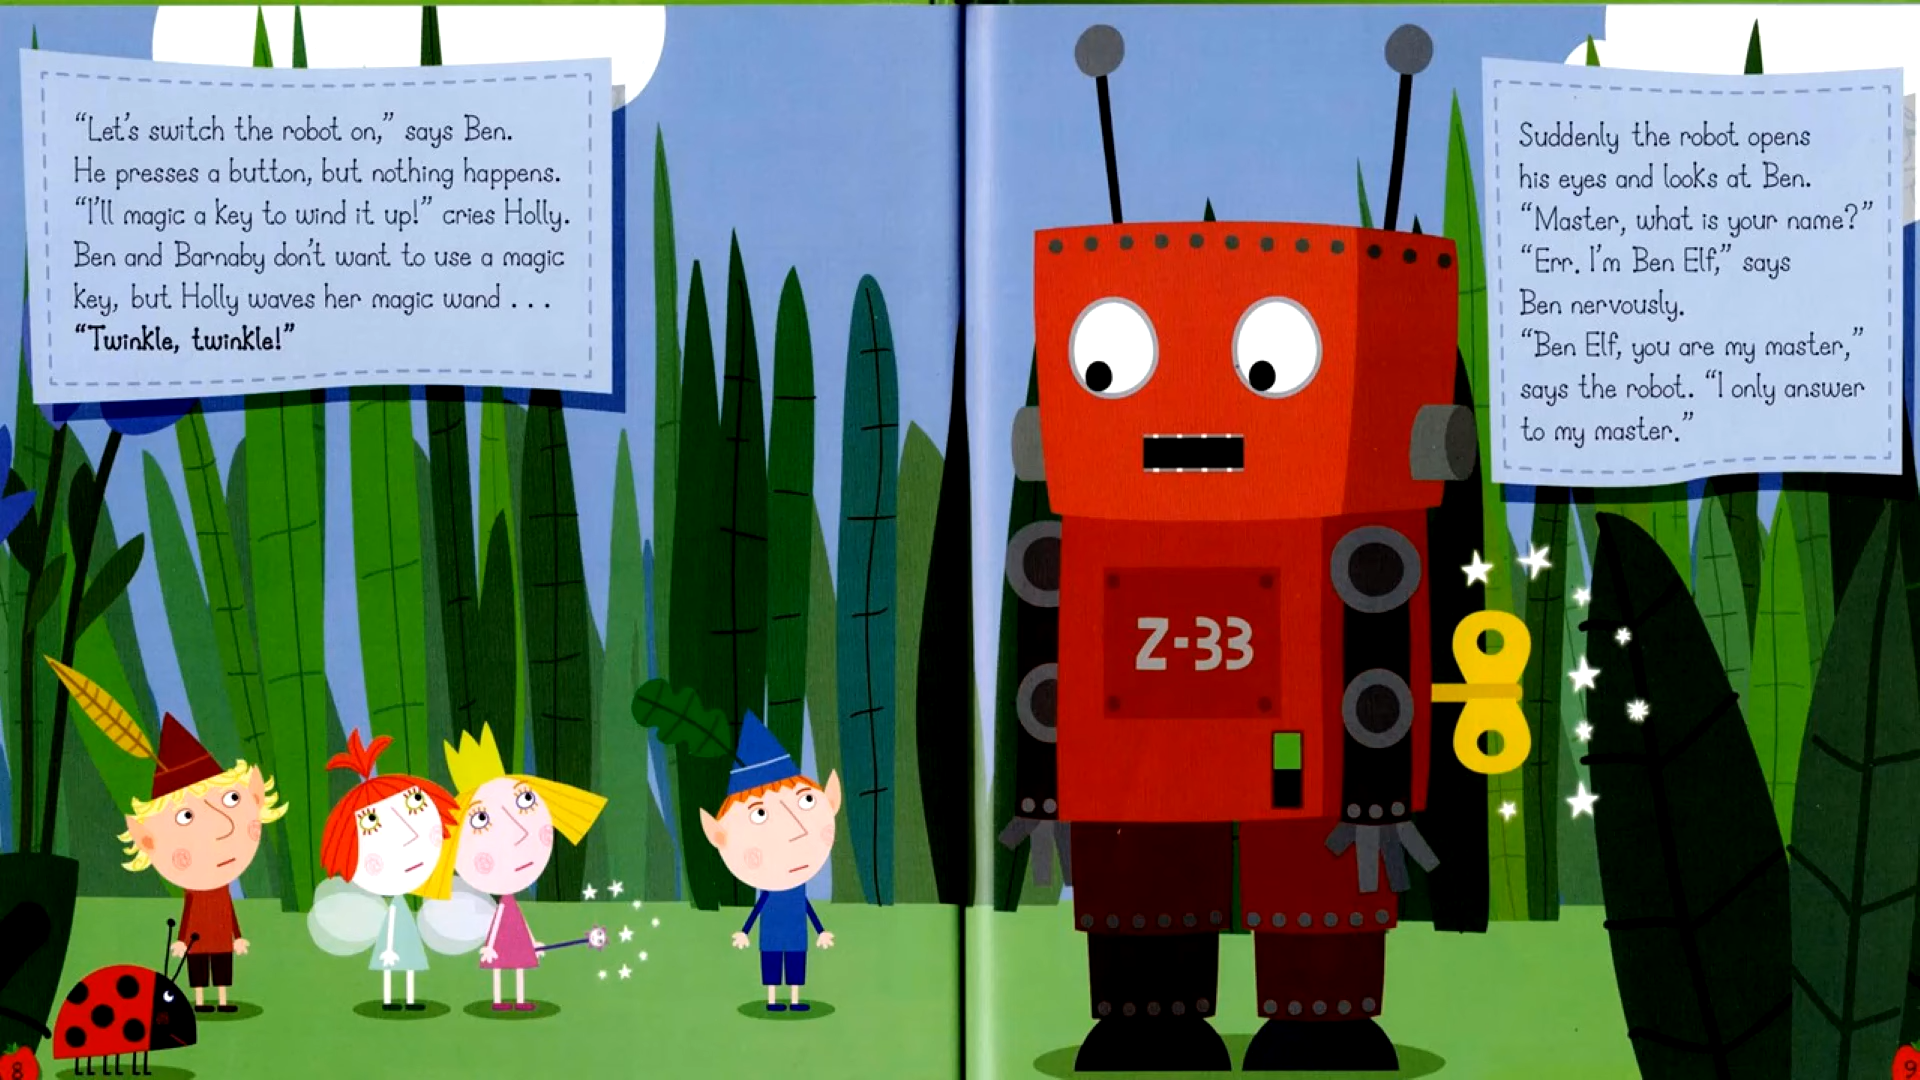 “Let’s switch the robot on,” says Ben.
He presses a button, but nothing happens.
“I’ll magic a key to wind it up!” cries Holly.
Ben and Barnaby don’t want to use a magic
key, but Holly waves her magic wand . . .
“Twinkle, twinkle!”
8
Suddenly the robot opens
his eyes and looks at Ben.
“Master, what is your name?”
“Err. I’m Ben Elf,” says
Ben nervously.
“Ben Elf, you are my master,”
says the robot. “I only answer
to my master.”
Z-33
9